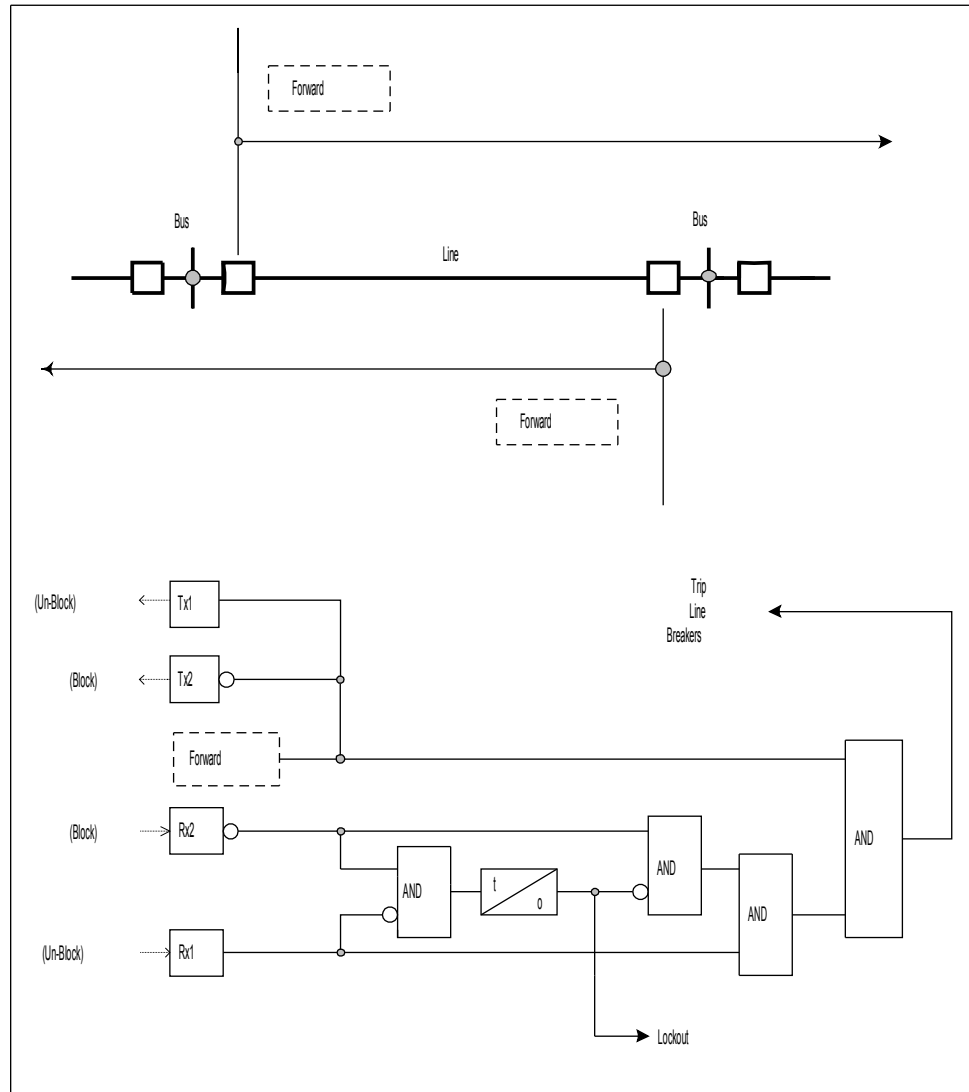 Forward
Bus
Bus
Line
Forward
(Un-Block)
Tx1
Trip
Line
Breakers
(Block)
Tx2
Forward
(Block)
Rx2
AND
AND
AND
AND
t
o
(Un-Block)
Rx1
Lockout